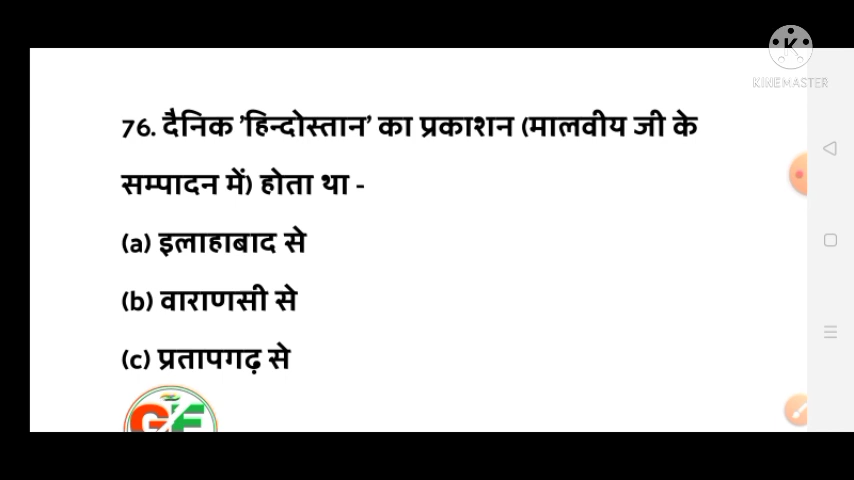 KINEMASTER
76. दैनिक 'हिन्दोस्तान' का प्रकाशन (मालवीय जी के
सम्पादन में) होता था -
(a) इलाहाबाद से
(b) वाराणसी से
(c) प्रतापगढ़ से